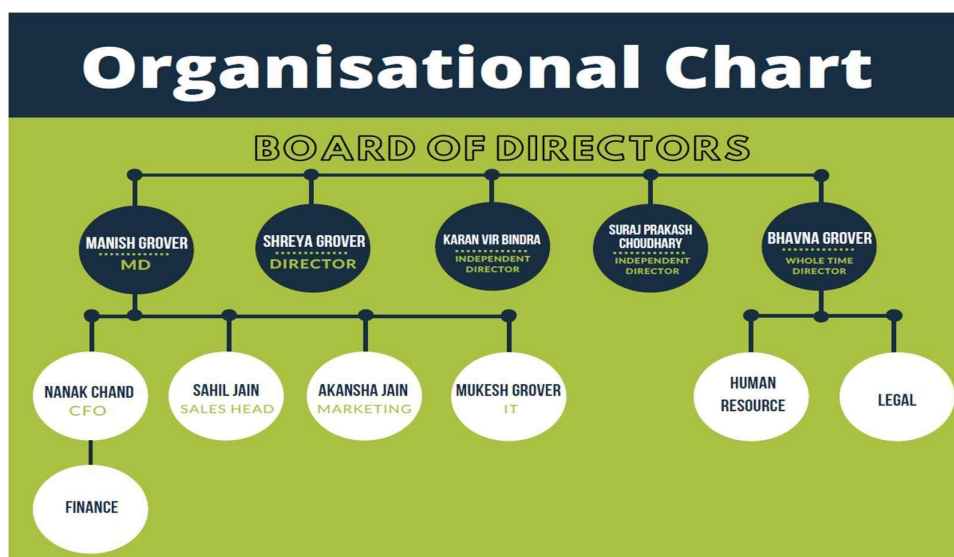 Organisational Chart
BOARD OF DIRECTORS
MANISH GROVER
MD
SHREYA GROVER
DIRECTOR
KARAN VIR BINDRA
INDEPENDENT
DIRECTOR
SURAJ PRAKASH
CHOUDHARY
INDEPENDENT
DIRECTOR
BHAVNA GROVER
WHOLE TIME
DIRECTOR
NANAK CHAND
CFO
SAHIL JAIN
SALES HEAD
AKANSHA JAIN
MARKETING
MUKESH GROVER
IT
HUMAN
RESOURCE
LEGAL
FINANCE